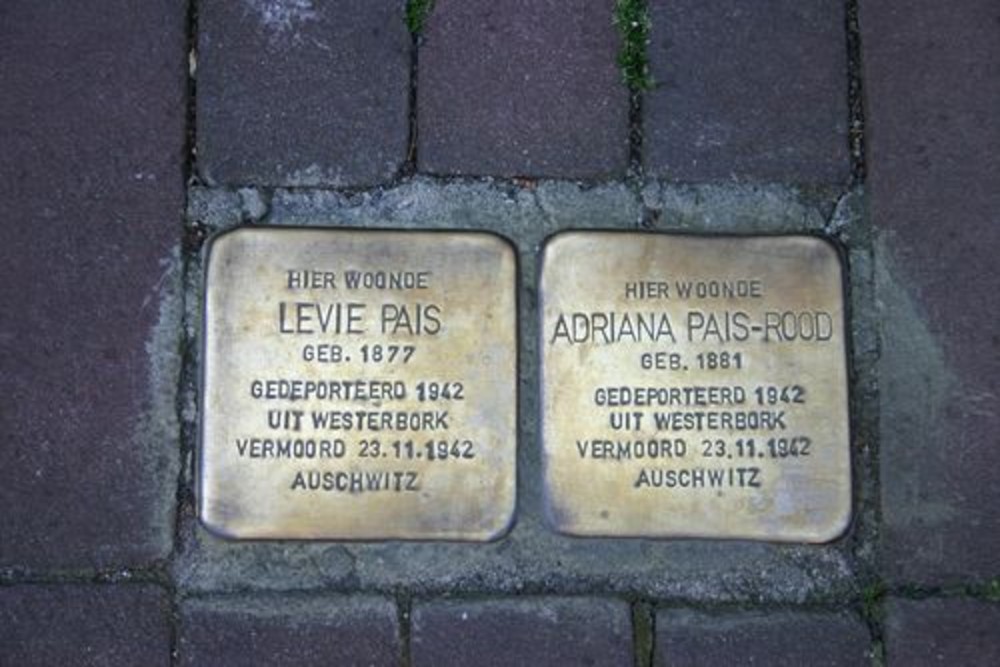 HIER WOONDE
LEVIE PAIS
GEB. 1877
GEDEPORTEERD 1942
UIT WESTERBORK
VERMOORD 23.11.1942
AUSCHWITZ
HIER WOONDE
ADRIANA PAIS-ROOD
GEB. 1881
GEDEPORTEERD 1942
UIT WESTERBORK
VERMOORD 23.11.1942
AUSCHWITZ